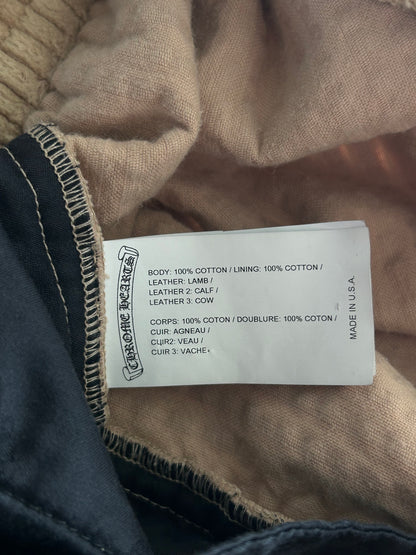 CHROME HEARTS
BODY: 100% COTTON / LINING: 100% COTTON /
LEATHER: LAMB /
LEATHER 2: CALF /
LEATHER 3: COW
CORPS: 100% COTON / DOUBLURE: 100% COTON /
CUIR: AGNEAU /
CUIR2: VEAU /
CUIR 3: VACHE
MADE IN U.S.A.